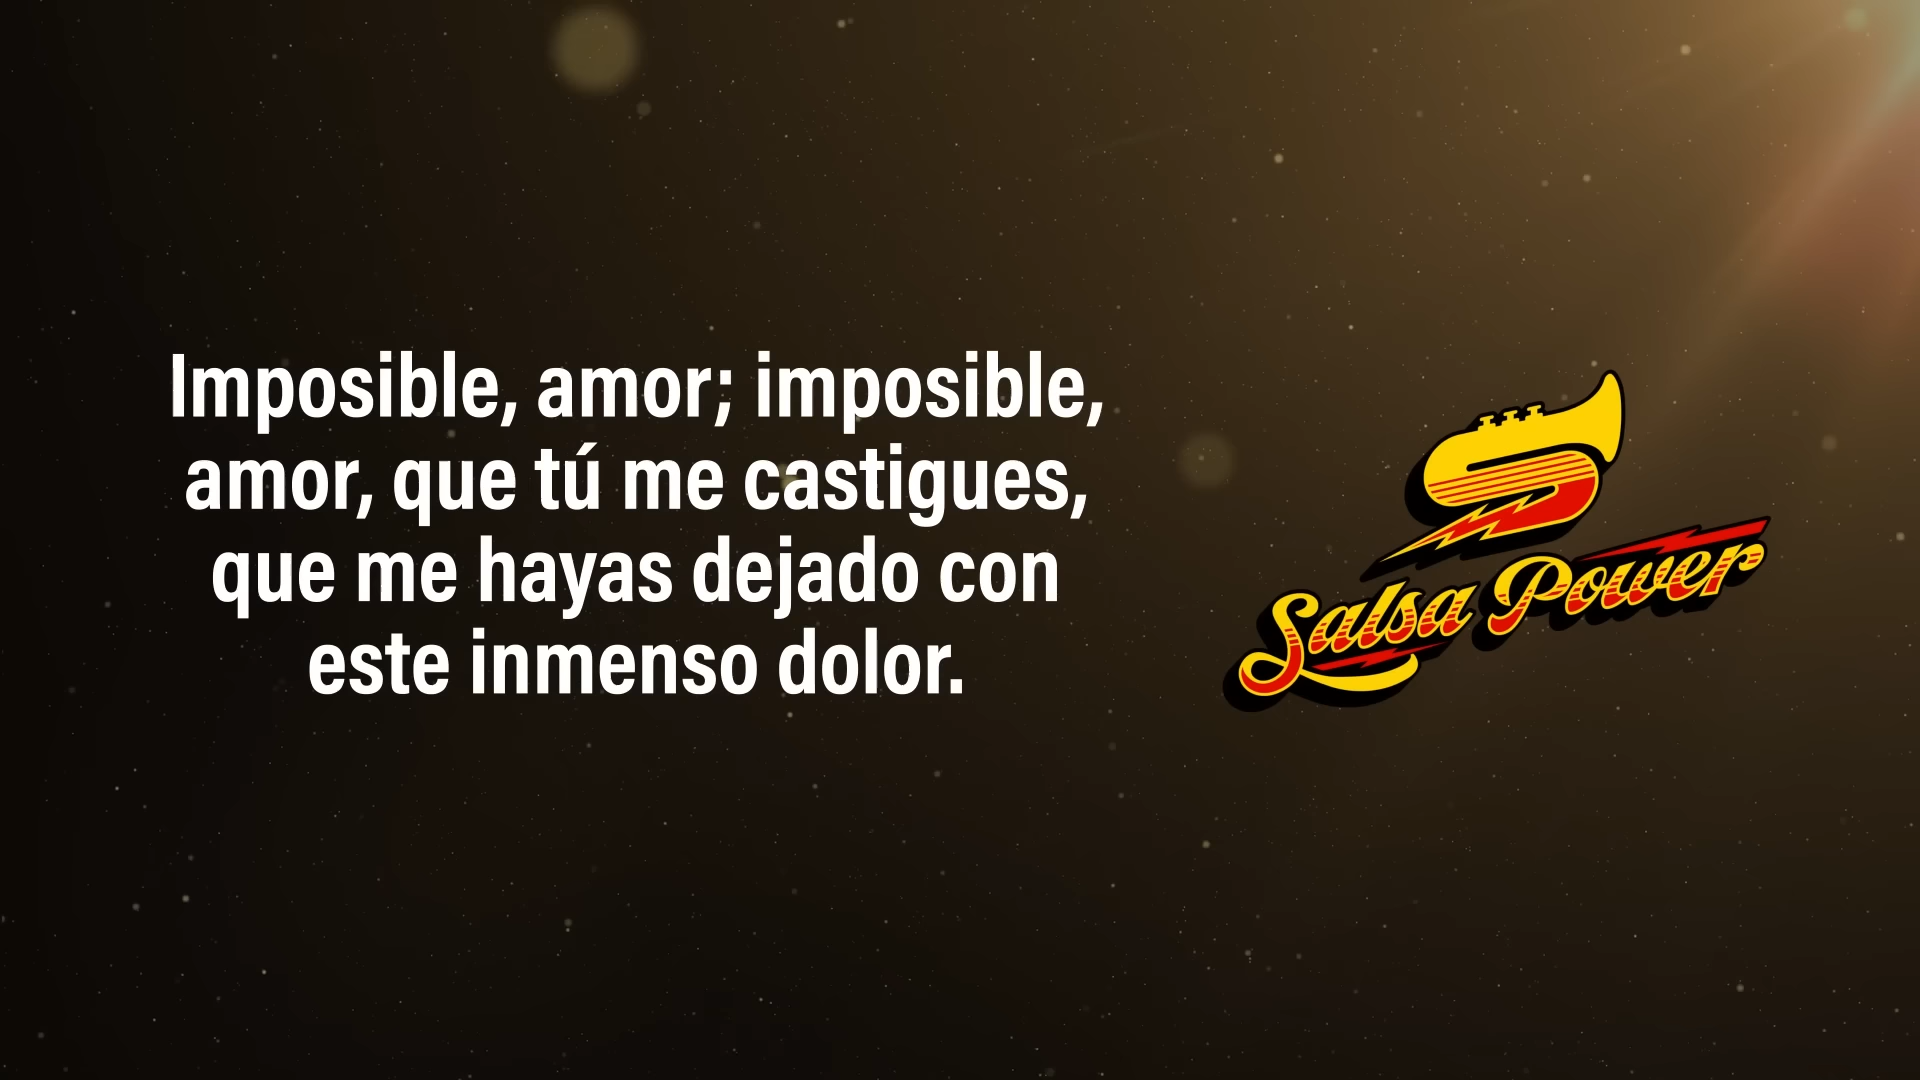 Imposible, amor; imposible,
amor, que tú me castigues,
que me hayas dejado con
este inmenso dolor.
Salsa Power